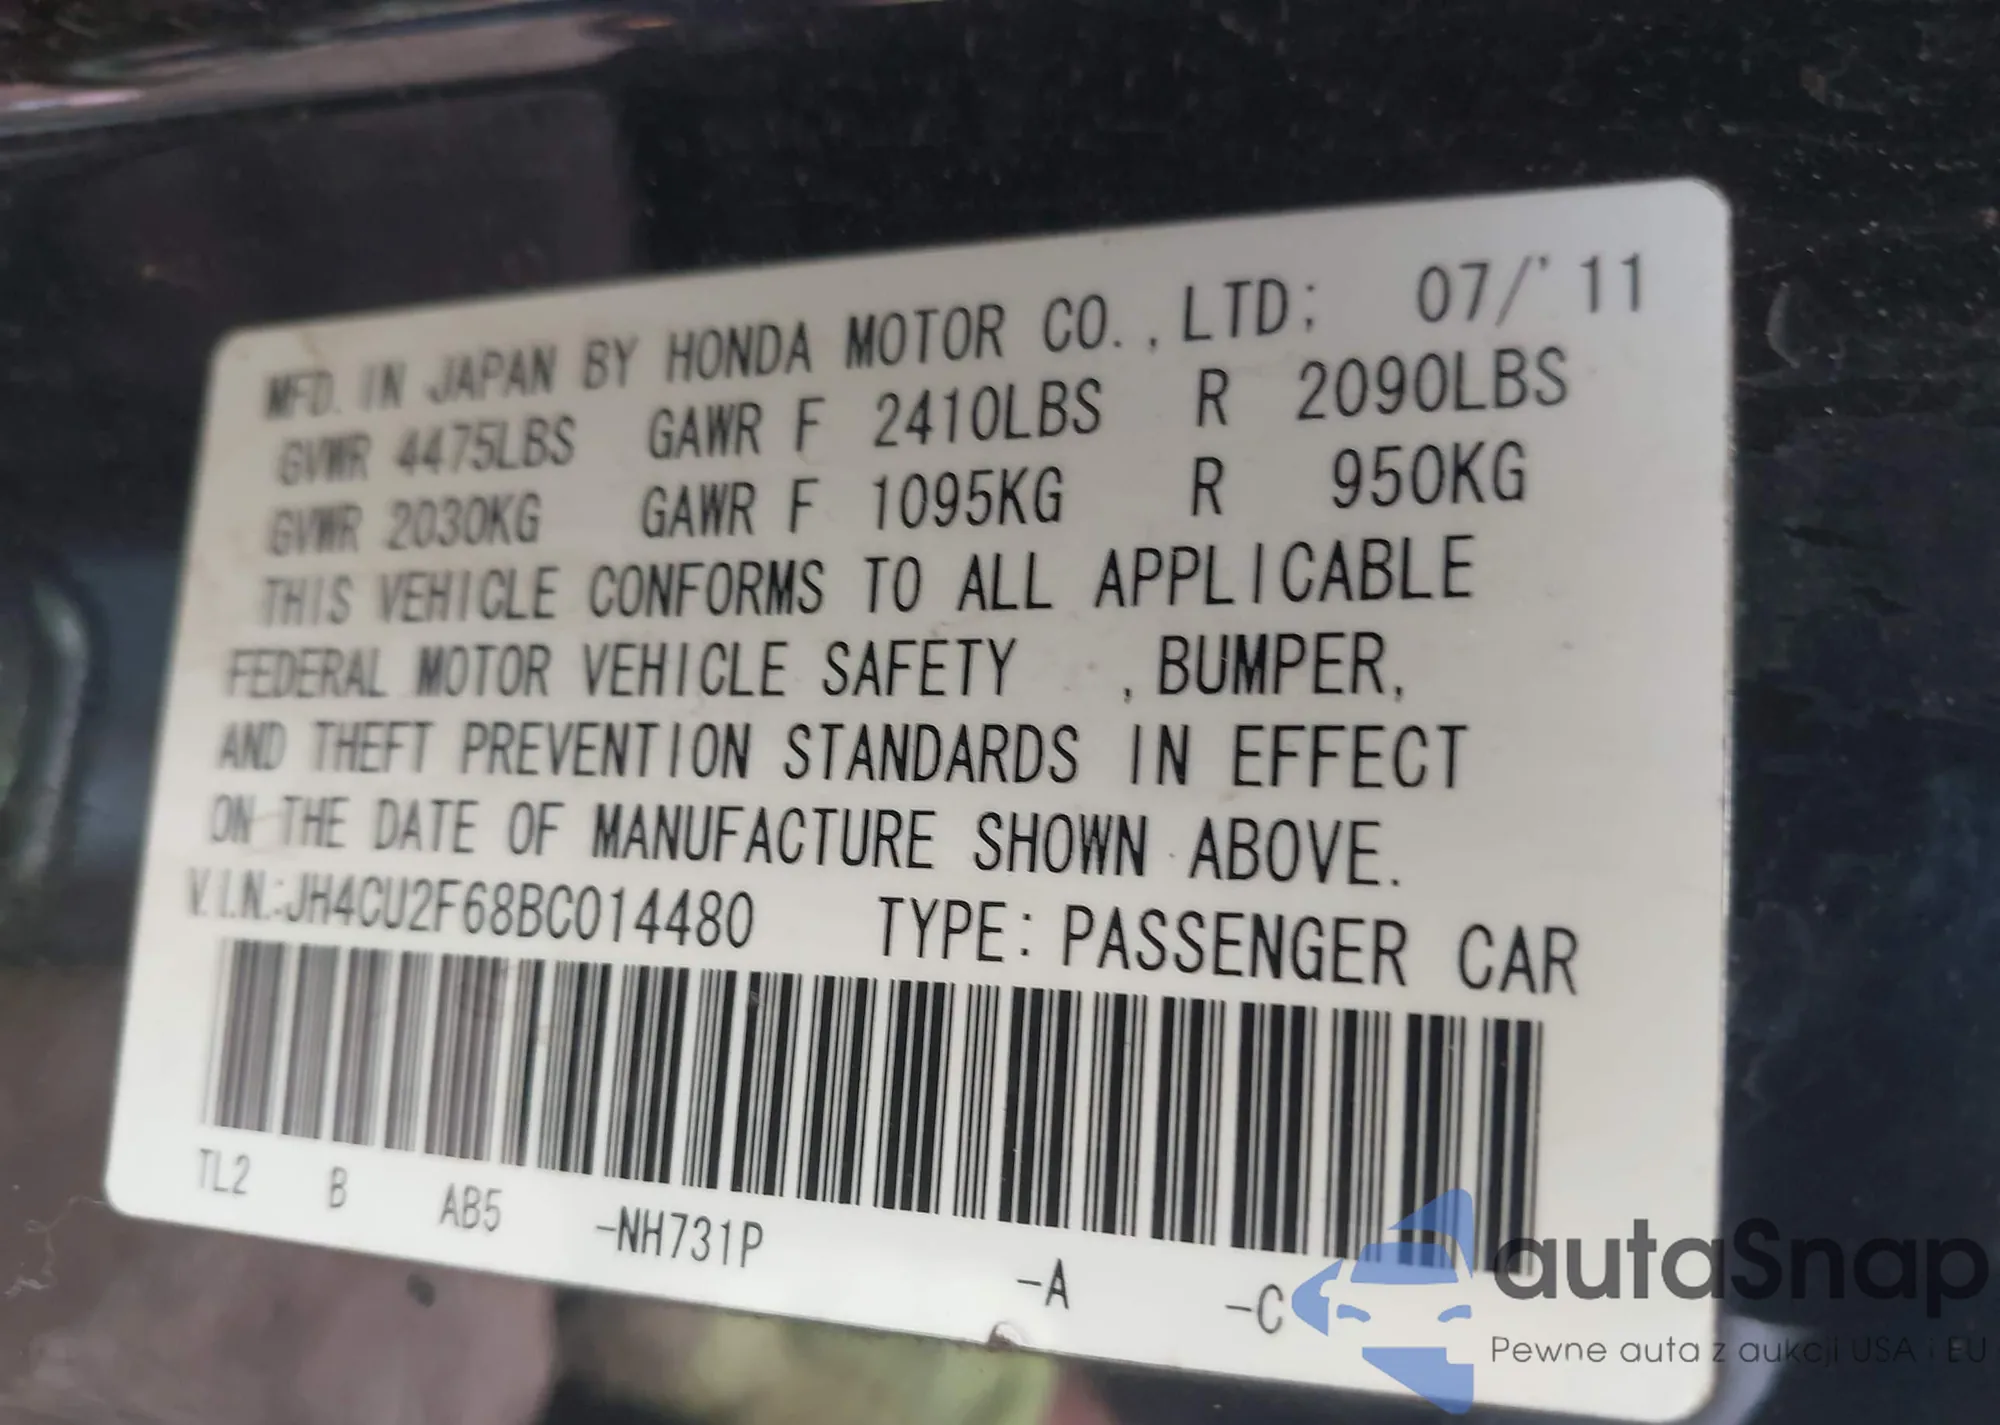 MFD. IN JAPAN BY HONDA MOTOR CO.,LTD; 07/'11
GVWR 4475LBS GAWR F 2410LBS R 2090LBS
GVWR 2030KG GAWR F 1095KG R 950KG
THIS VEHICLE CONFORMS TO ALL APPLICABLE
FEDERAL MOTOR VEHICLE SAFETY , BUMPER,
AND THEFT PREVENTION STANDARDS IN EFFECT
ON THE DATE OF MANUFACTURE SHOWN ABOVE.
V.I.N.:JH4CU2F68BC014480 TYPE: PASSENGER CAR
TL2 B AB5 -NH731P -A -C
autaSnap
Pewne auta z aukcji USA i EU